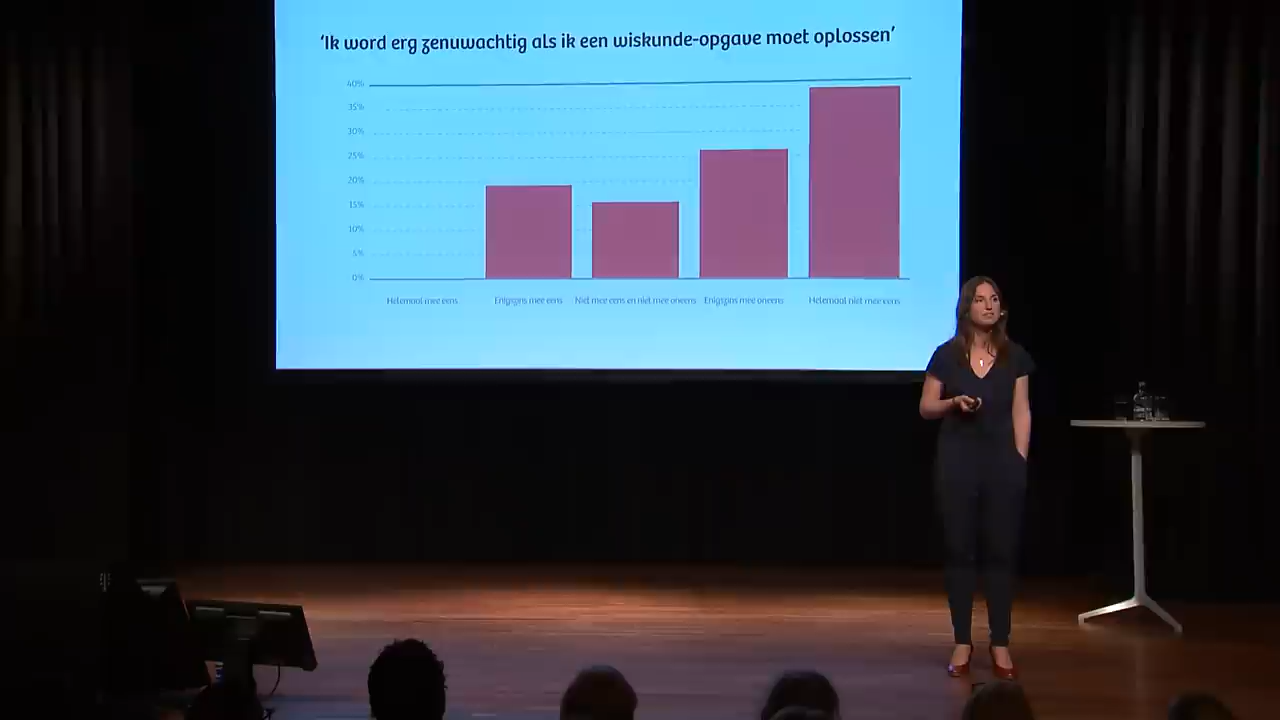 'Ik word erg zenuwachtig als ik een wiskunde-opgave moet oplossen'
40%
35%
30%
25%
20%
15%
10%
5%
0%
Helemaal mee eens
Enigszins mee eens
Niet mee eens en niet mee oneens
Enigszins mee oneens
Helemaal niet mee eens